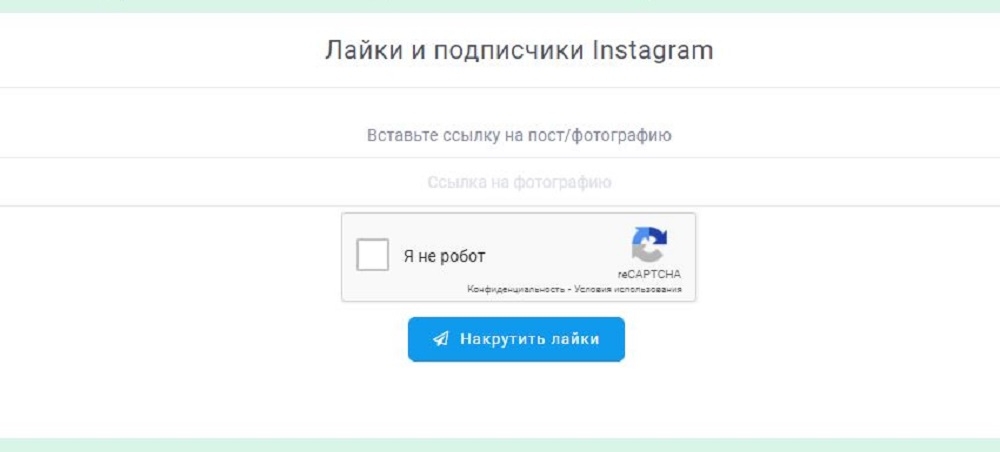 Лайки и подписчики Instagram
Вставьте ссылку на пост/фотографию
Ссылка на фотографию
Я не робот
reCAPTCHA
Конфиденциальность - Условия использования
Накрутить лайки